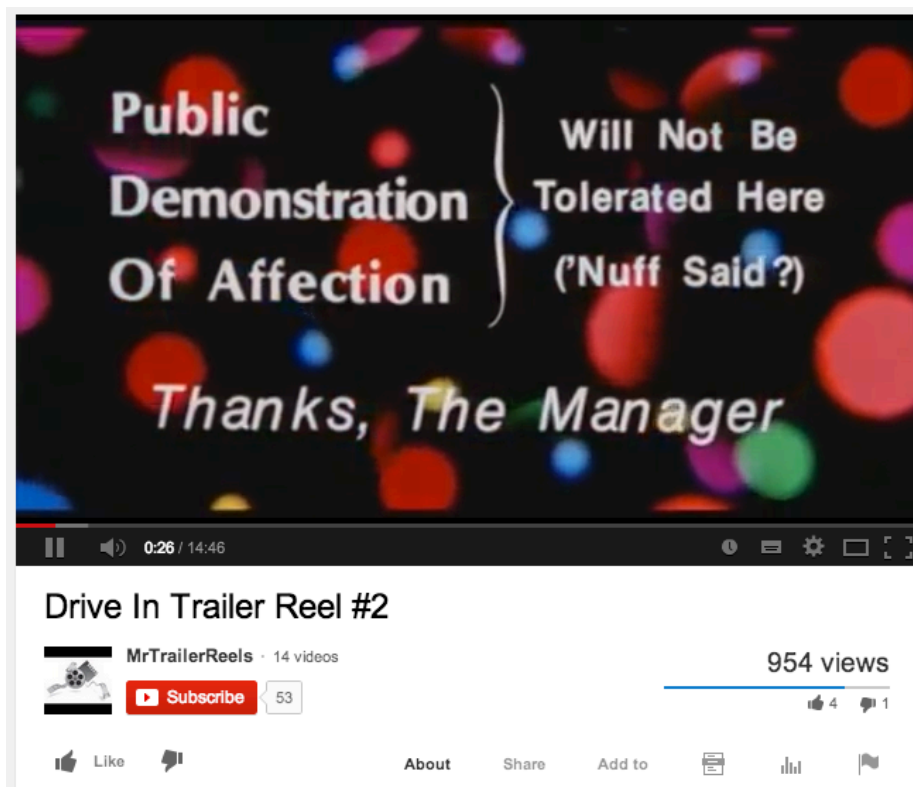 Public
Demonstration
Of Affection
Will Not Be
Tolerated Here
('Nuff Said?)
Thanks, The Manager
0:26 / 14:46
Drive In Trailer Reel #2
MrTrailerReels · 14 videos
Subscribe 53
954 views
4 1
Like
About Share Add to